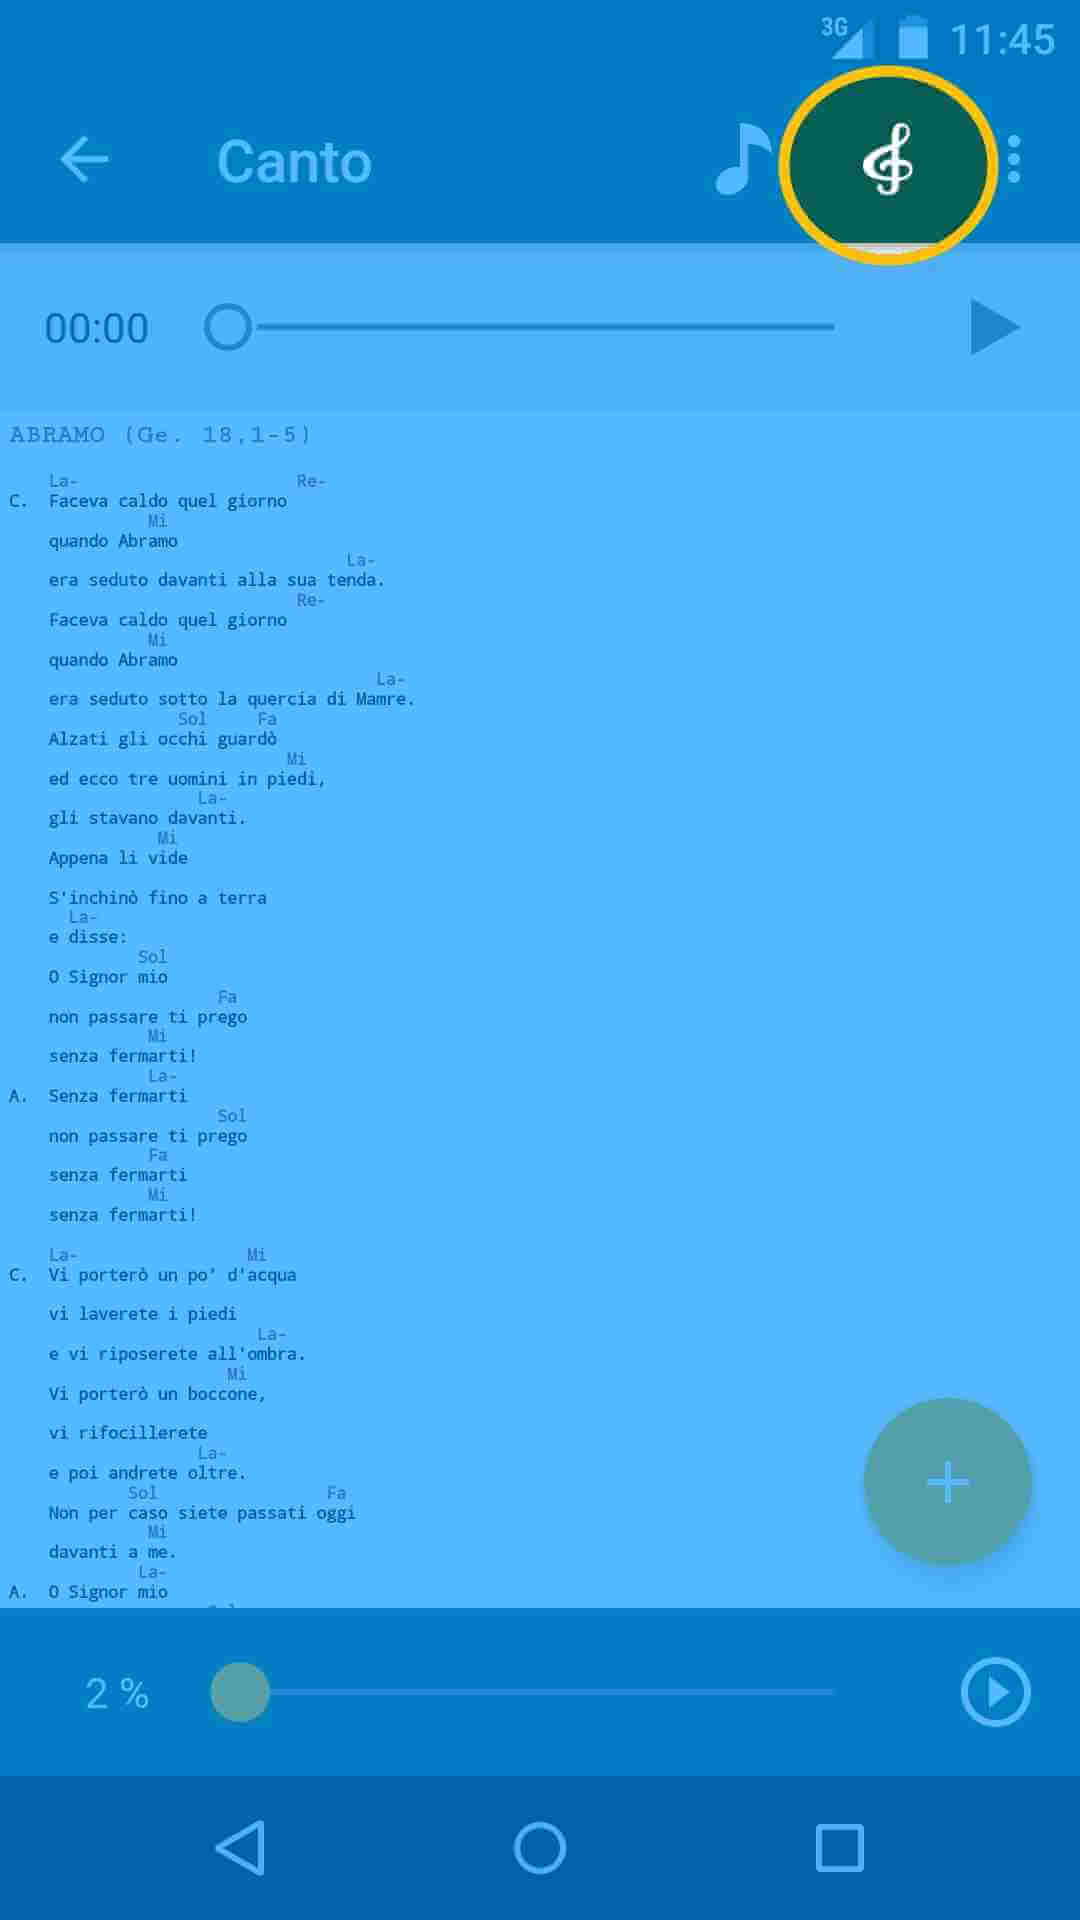 3G 11:45
Canto
00:00
ABRAMO (Ge. 18,1-5)
La- Re-
C. Faceva caldo quel giorno
Mi
quando Abramo
La-
era seduto davanti alla sua tenda.
Re-
Faceva caldo quel giorno
Mi
quando Abramo
La-
era seduto sotto la quercia di Mamre.
Sol Fa
Alzati gli occhi guardò
Mi
ed ecco tre uomini in piedi,
La-
gli stavano davanti.
Mi
Appena li vide
S'inchinò fino a terra
La-
e disse:
Sol
O Signor mio
Fa
non passare ti prego
Mi
senza fermarti!
La-
A. Senza fermarti
Sol
non passare ti prego
Fa
senza fermarti
Mi
senza fermarti!
La- Mi
C. Vi porterò un po' d'acqua
vi laverete i piedi
La-
e vi riposerete all'ombra.
Mi
Vi porterò un boccone,
vi rifocillerete
La-
e poi andrete oltre.
Sol Fa
Non per caso siete passati oggi
Mi
davanti a me.
La-
A. O Signor mio
2 %